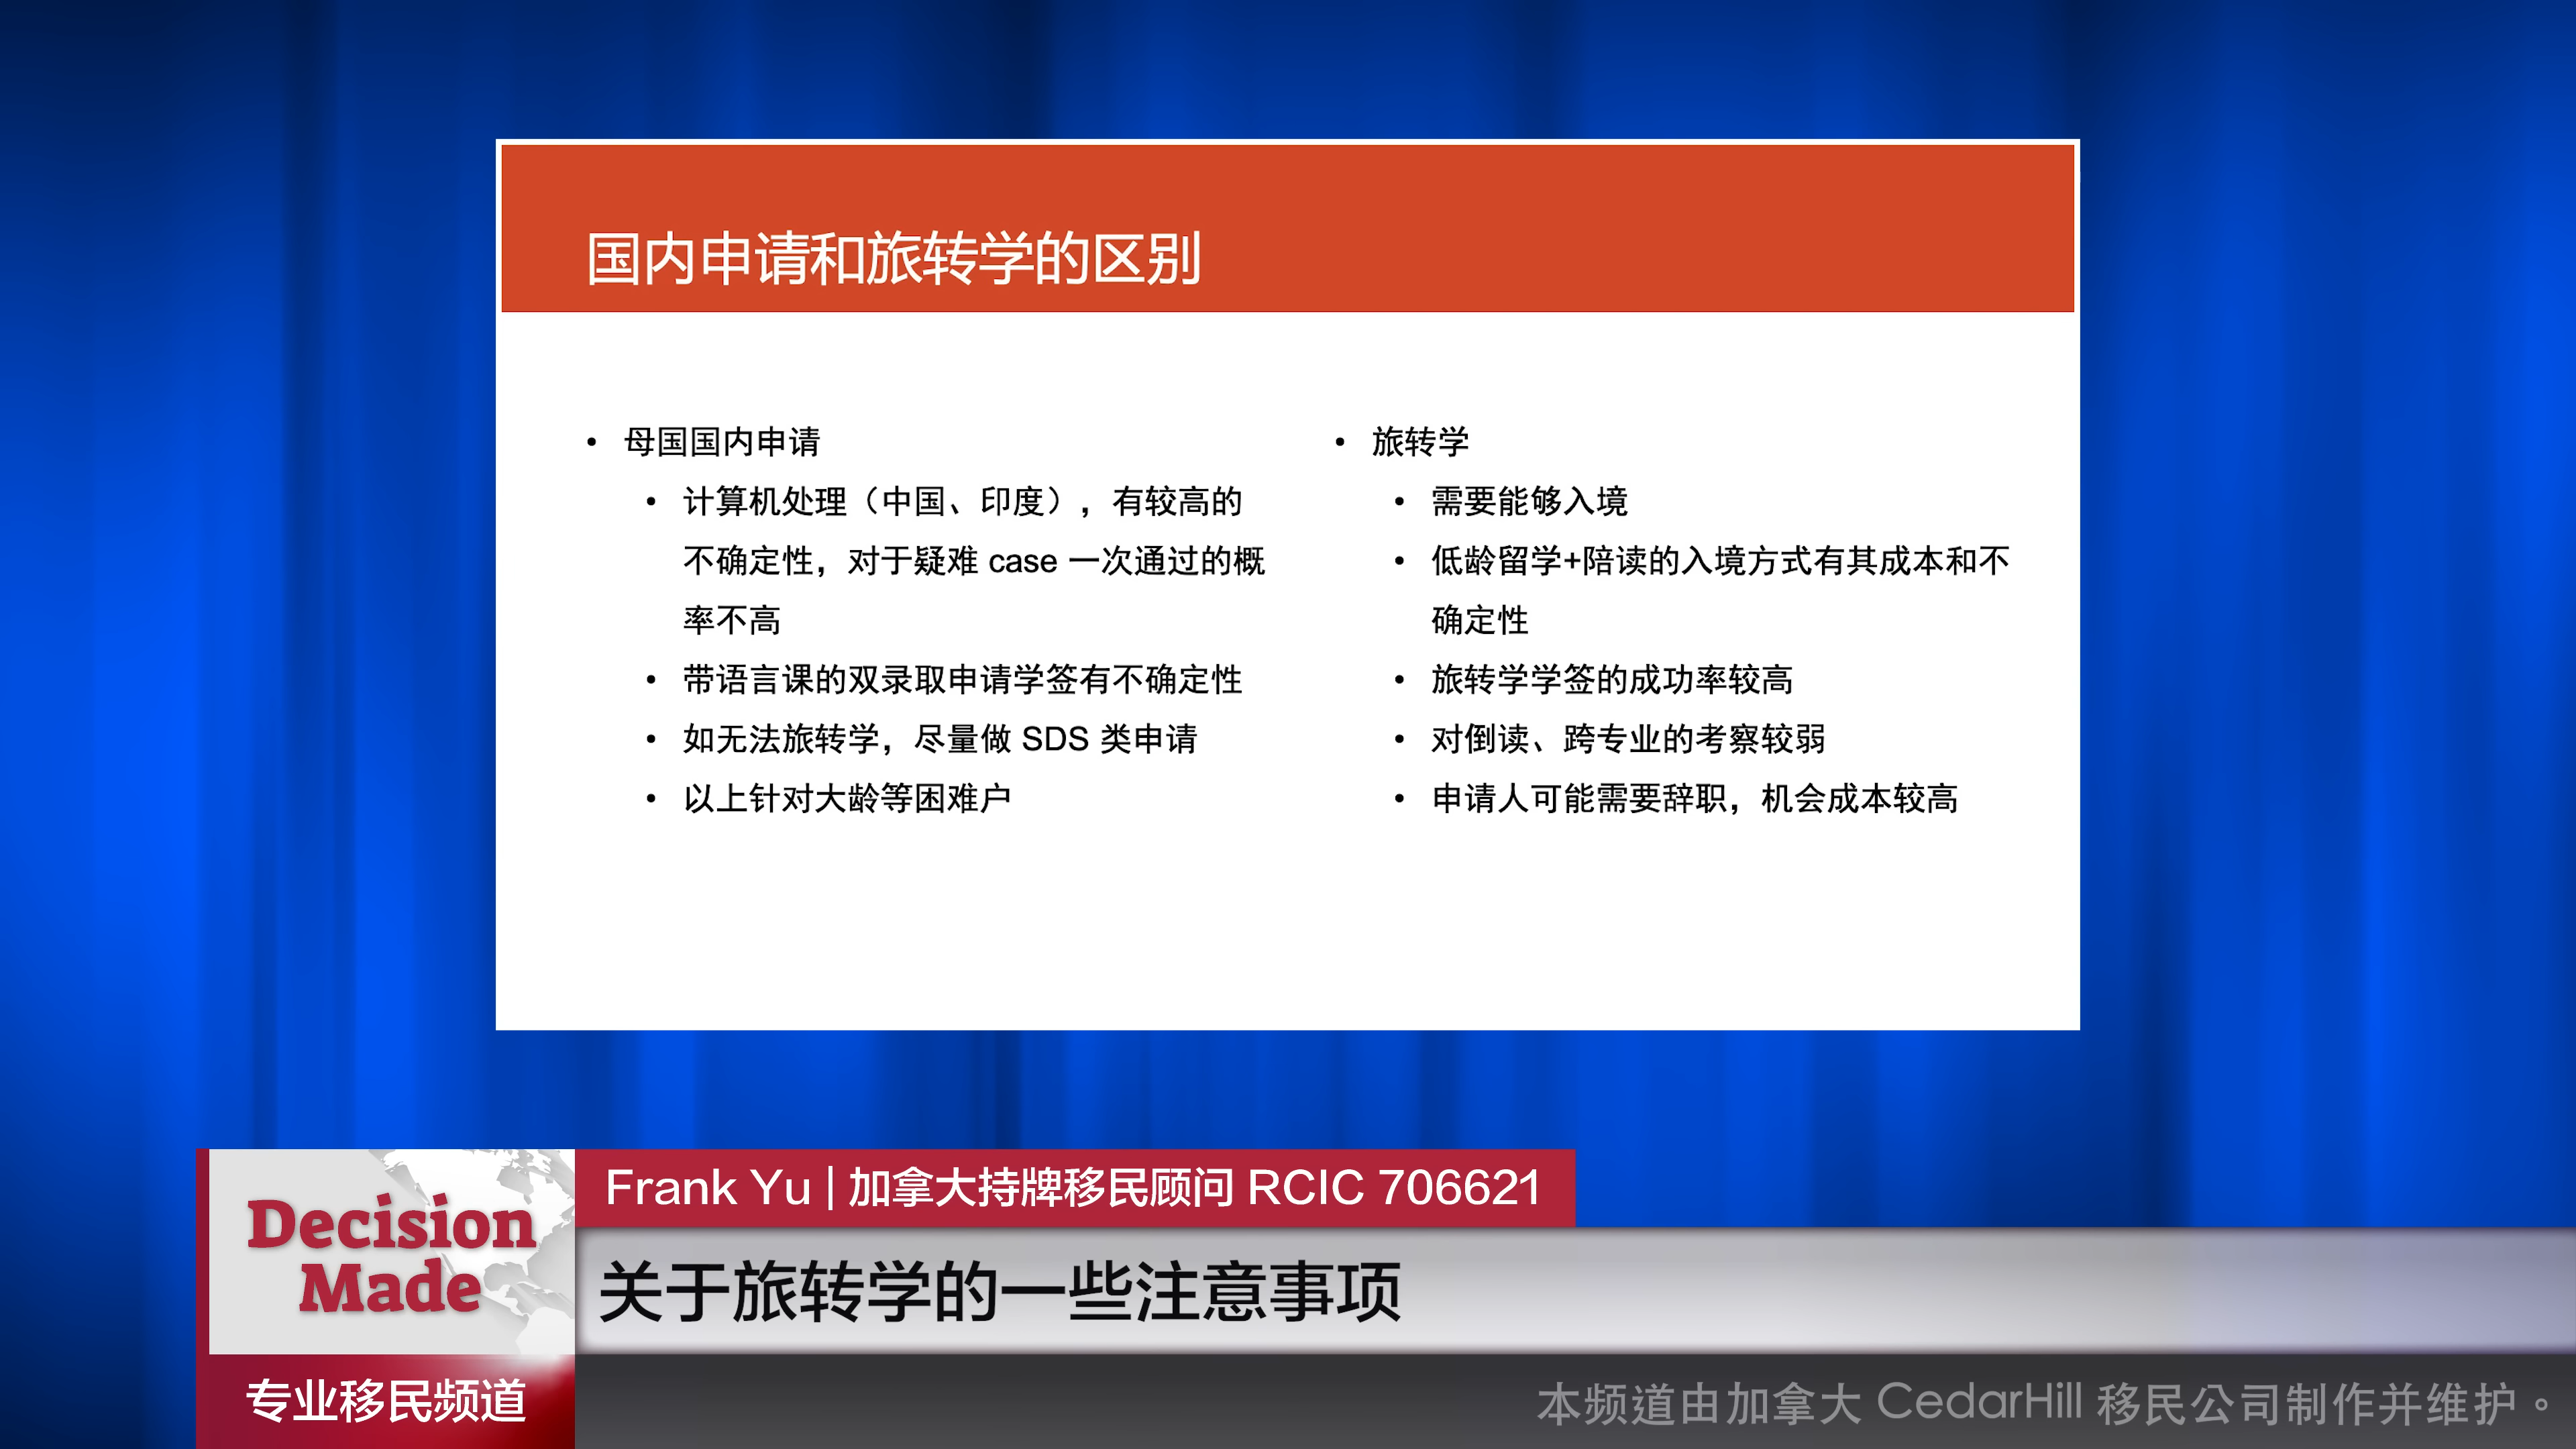 国内申请和旅转学的区别
• 母国国内申请
• 计算机处理（中国、印度），有较高的
不确定性，对于疑难 case 一次通过的概
率不高
• 带语言课的双录取申请学签有不确定性
• 如无法旅转学，尽量做 SDS 类申请
• 以上针对大龄等困难户
• 旅转学
• 需要能够入境
• 低龄留学+陪读的入境方式有其成本和不
确定性
• 旅转学学签的成功率较高
• 对倒读、跨专业的考察较弱
• 申请人可能需要辞职，机会成本较高
Decision
Made
专业移民频道
Frank Yu | 加拿大持牌移民顾问 RCIC 706621
关于旅转学的一些注意事项
本频道由加拿大 CedarHill 移民公司制作并维护。